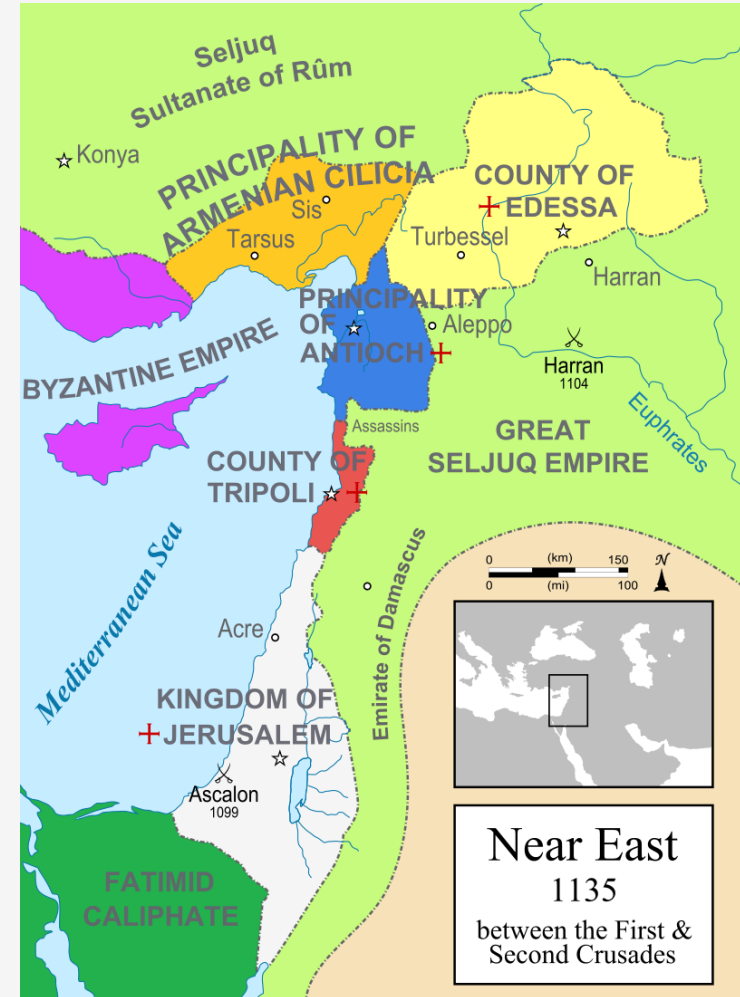 Seljuq
Sultanate of Rûm
Konya
PRINCIPALITY OF
ARMENIAN CILICIA
Sis
Tarsus
COUNTY OF
EDESSA
Turbessel
Harran
PRINCIPALITY
OF
ANTIOCH
Aleppo
Harran
1104
BYZANTINE EMPIRE
Euphrates
Assassins
GREAT
SELJUQ EMPIRE
COUNTY OF
TRIPOLI
Mediterranean Sea
Emirate of Damascus
0 (km) 150
0 (mi) 100
N
Acre
KINGDOM OF
JERUSALEM
Ascalon
1099
FATIMID
CALIPHATE
Near East
1135
between the First &
Second Crusades